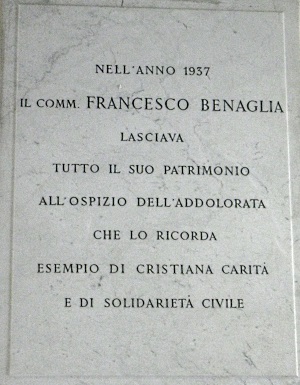 NELL'ANNO 1937
IL COMM. FRANCESCO BENAGLIA
LASCIAVA
TUTTO IL SUO PATRIMONIO
ALL'OSPIZIO DELL'ADDOLORATA
CHE LO RICORDA
ESEMPIO DI CRISTIANA CARITÀ
E DI SOLIDARIETÀ CIVILE